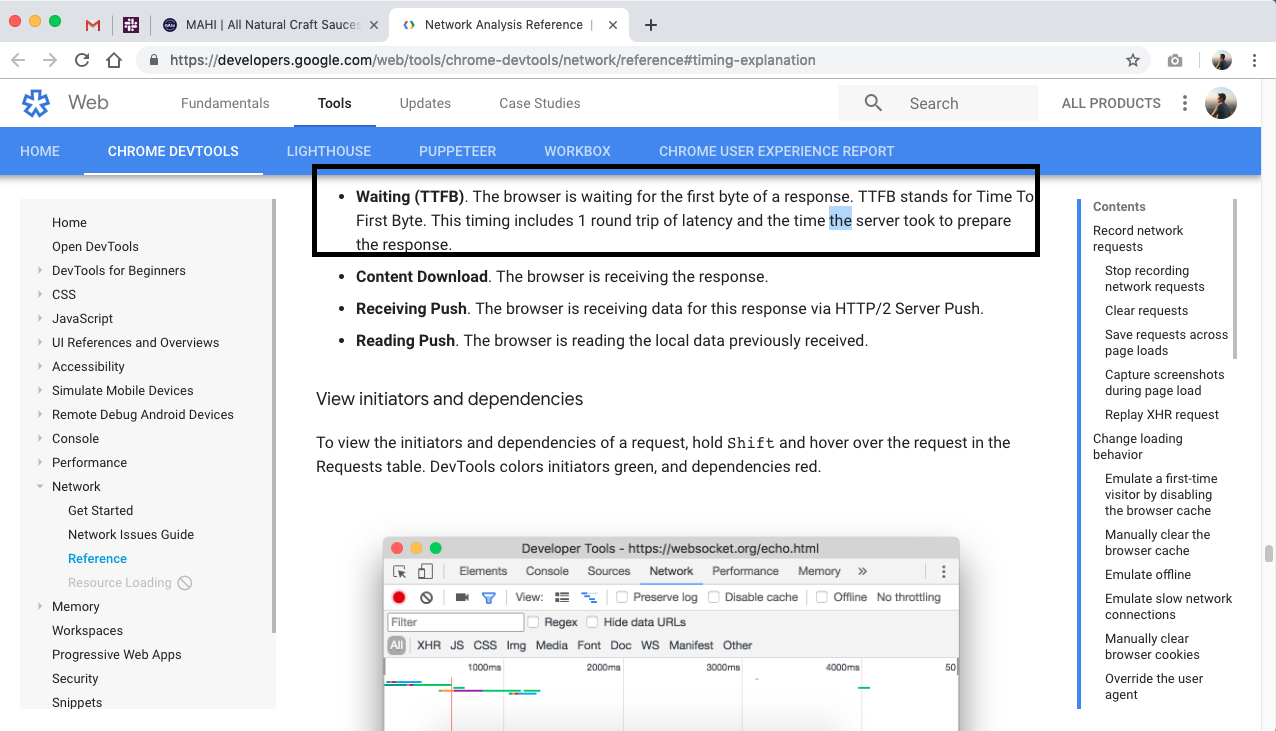 MAHI | All Natural Craft Sauces
Network Analysis Reference |
https://developers.google.com/web/tools/chrome-devtools/network/reference#timing-explanation
Web
Fundamentals
Tools
Updates
Case Studies
Search
ALL PRODUCTS
HOME
CHROME DEVTOOLS
LIGHTHOUSE
PUPPETEER
WORKBOX
CHROME USER EXPERIENCE REPORT
Home
Open DevTools
DevTools for Beginners
CSS
JavaScript
UI References and Overviews
Accessibility
Simulate Mobile Devices
Remote Debug Android Devices
Console
Performance
Network
Get Started
Network Issues Guide
Reference
Resource Loading
Memory
Workspaces
Progressive Web Apps
Security
Snippets
• Waiting (TTFB). The browser is waiting for the first byte of a response. TTFB stands for Time To
First Byte. This timing includes 1 round trip of latency and the time the server took to prepare
the response.
• Content Download. The browser is receiving the response.
• Receiving Push. The browser is receiving data for this response via HTTP/2 Server Push.
• Reading Push. The browser is reading the local data previously received.
View initiators and dependencies
To view the initiators and dependencies of a request, hold Shift and hover over the request in the
Requests table. DevTools colors initiators green, and dependencies red.
Developer Tools - https://websocket.org/echo.html
Elements Console Sources Network Performance Memory »
View: Preserve log Disable cache Offline No throttling
Filter Regex Hide data URLs
All XHR JS CSS Img Media Font Doc WS Manifest Other
1000ms 2000ms 3000ms 4000ms 50
Contents
Record network
requests
Stop recording
network requests
Clear requests
Save requests across
page loads
Capture screenshots
during page load
Replay XHR request
Change loading
behavior
Emulate a first-time
visitor by disabling
the browser cache
Manually clear the
browser cache
Emulate offline
Emulate slow network
connections
Manually clear
browser cookies
Override the user
agent